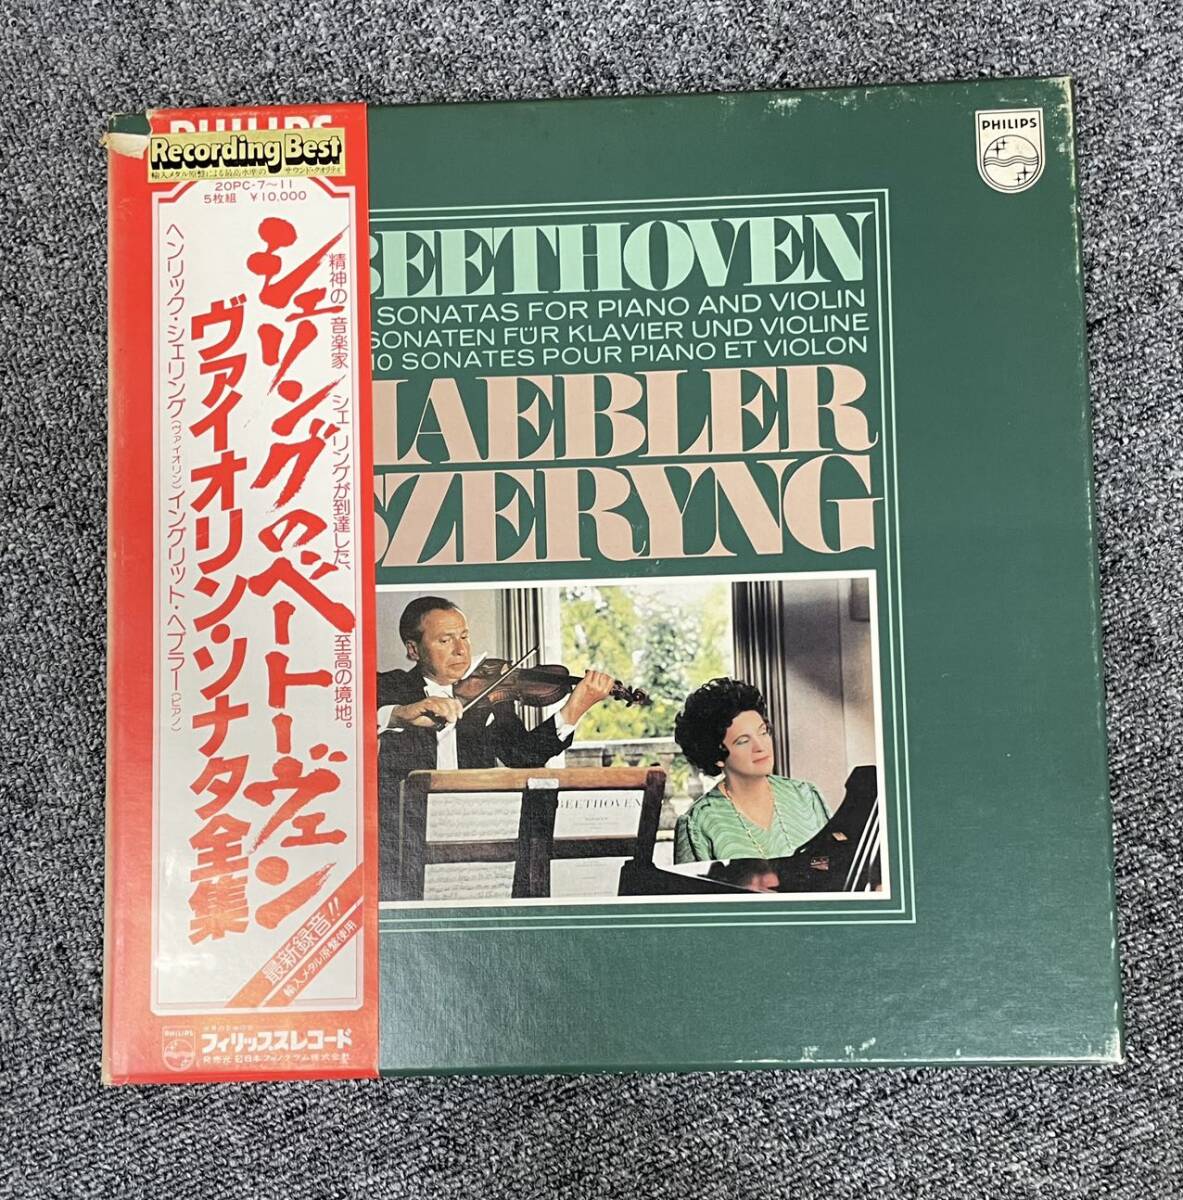 PHILIPS
Recording Best
輸入メタル原盤による最高水準の サウンド・クオリティ
20PC-7~11
5枚組 ¥10,000
精神の音楽家/シェリングが到達した、至高の境地。
シェリングのベートーヴェン
ヴァイオリン・ソナタ全集
ヘンリック・シェリング(ヴァイオリン)イングリット・ヘブラー(ピアノ)
最新録音!!
輸入メタル原盤使用
PHILIPS
フィリップスレコード
発売元 日本フォノグラム株式会社
PHILIPS
BEETHOVEN
SONATAS FOR PIANO AND VIOLIN
SONATEN FÜR KLAVIER UND VIOLINE
10 SONATES POUR PIANO ET VIOLON
HAEBLER
SZERYNG
BEETHOVEN